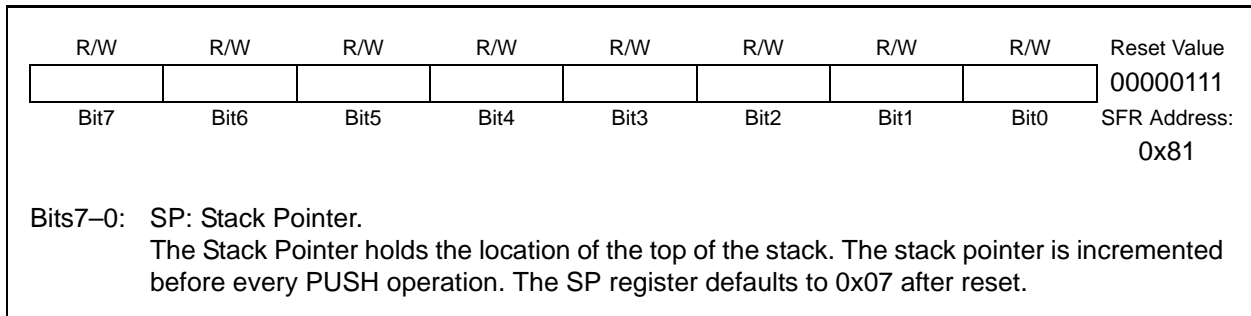 R/W R/W R/W R/W R/W R/W R/W R/W Reset Value
00000111
Bit7 Bit6 Bit5 Bit4 Bit3 Bit2 Bit1 Bit0 SFR Address:
0x81
Bits7–0: SP: Stack Pointer.
The Stack Pointer holds the location of the top of the stack. The stack pointer is incremented
before every PUSH operation. The SP register defaults to 0x07 after reset.